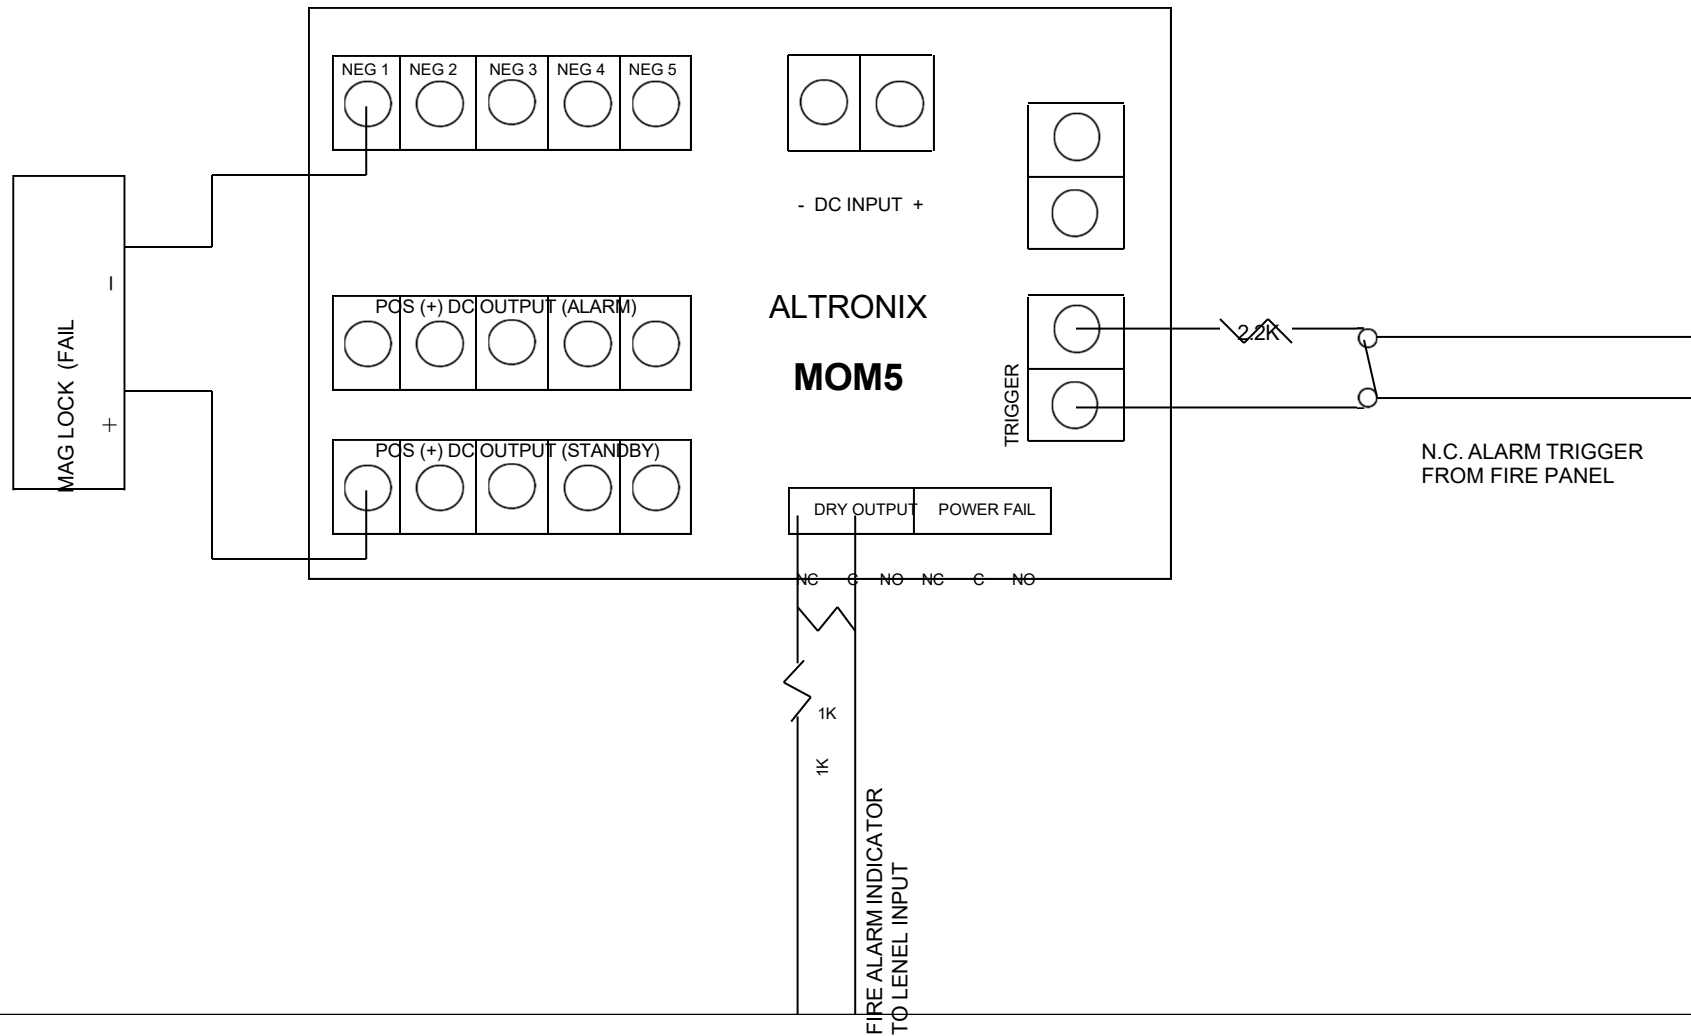 NEG 1 NEG 2 NEG 3 NEG 4 NEG 5
- DC INPUT +
MAG LOCK (FAIL
-
+
POS (+) DC OUTPUT (ALARM)
ALTRONIX
MOM5
POS (+) DC OUTPUT (STANDBY)
TRIGGER
2.2K
N.C. ALARM TRIGGER
FROM FIRE PANEL
DRY OUTPUT POWER FAIL
NC C NO NC C NO
1K
1K
FIRE ALARM INDICATOR
TO LENEL INPUT